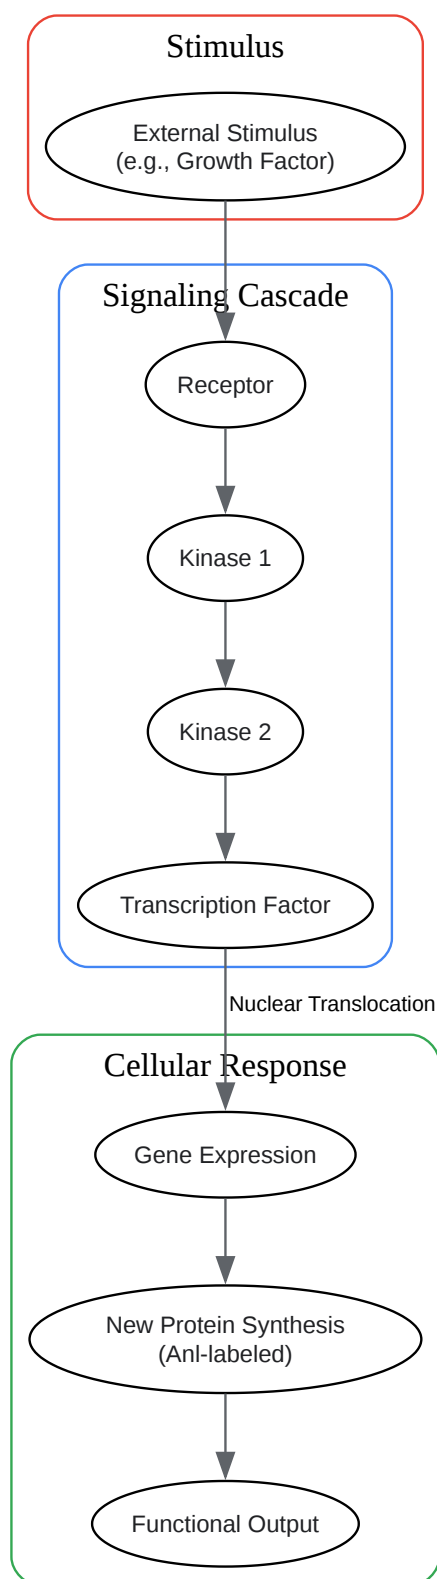 Stimulus
External Stimulus
(e.g., Growth Factor)
Signaling Cascade
Receptor
Kinase 1
Kinase 2
Transcription Factor
Nuclear Translocation
Cellular Response
Gene Expression
New Protein Synthesis
(Anl-labeled)
Functional Output